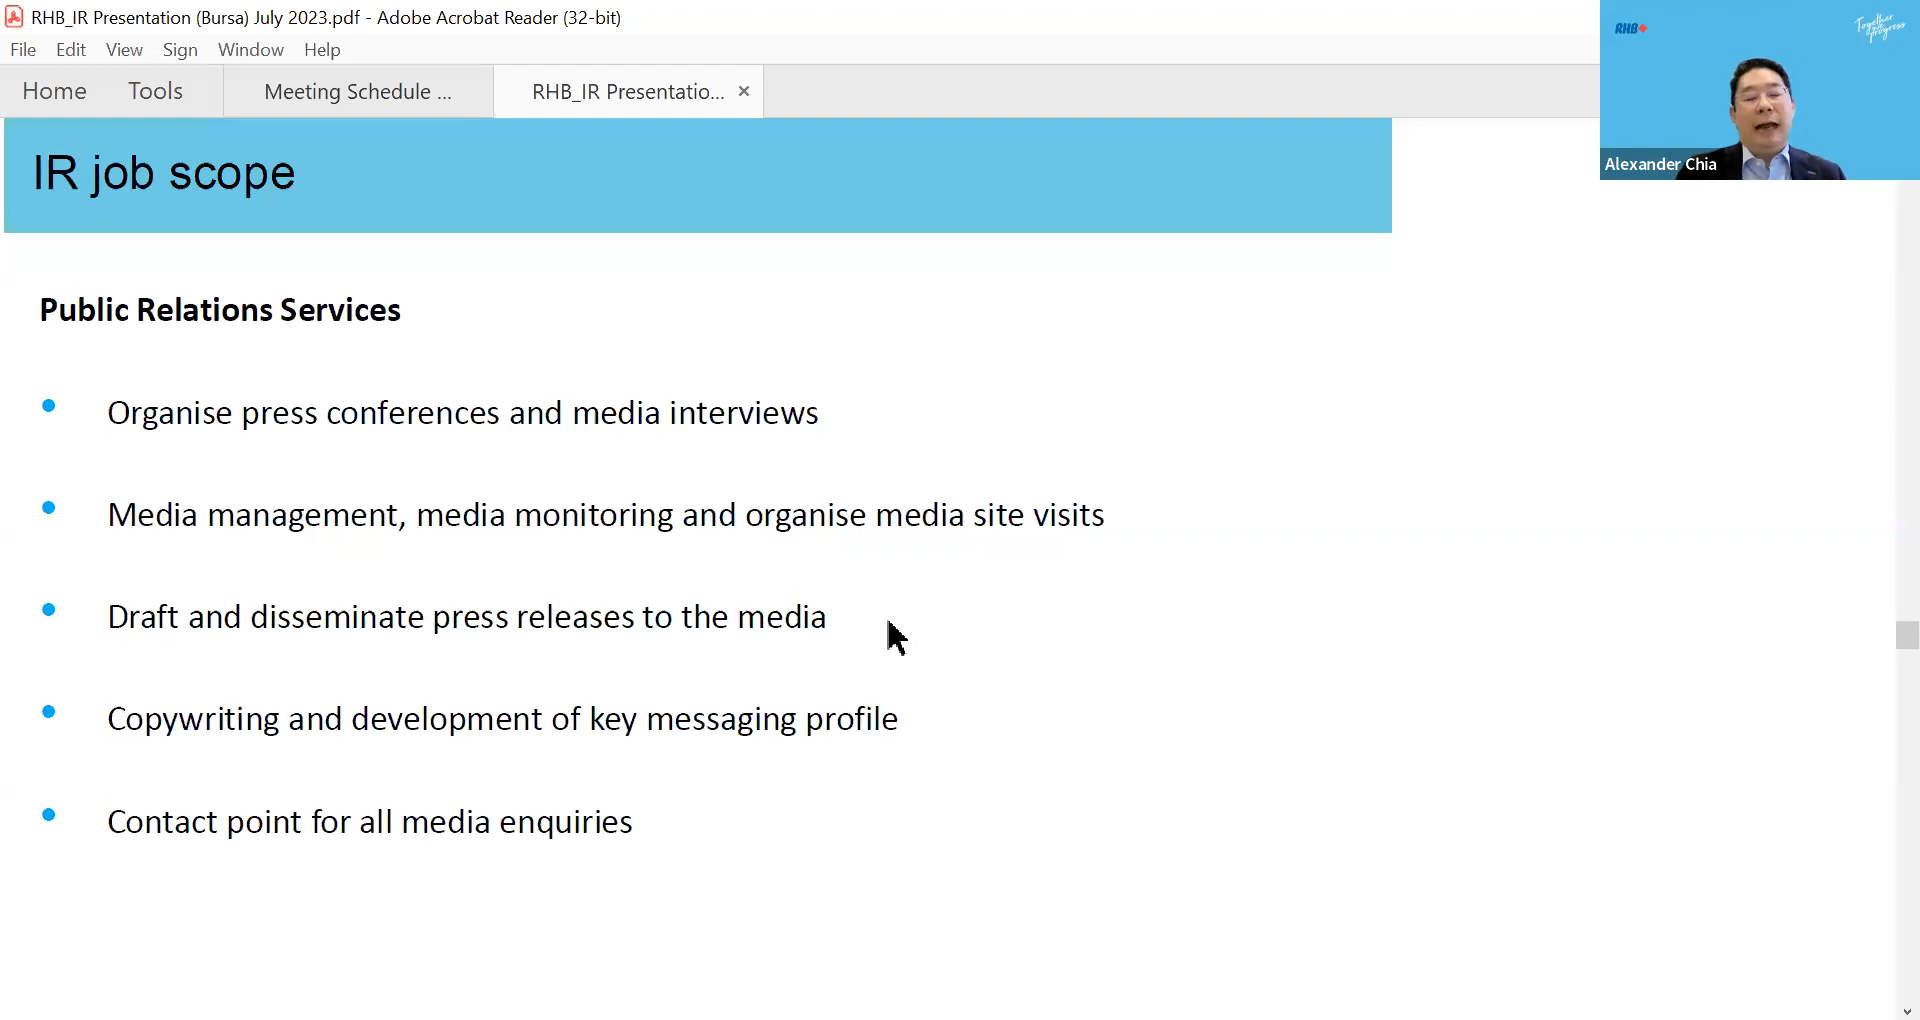 RHB_IR Presentation (Bursa) July 2023.pdf - Adobe Acrobat Reader (32-bit)
File Edit View Sign Window Help
Home Tools Meeting Schedule ... RHB_IR Presentatio... ×
RHB
Together we progress
Alexander Chia
IR job scope
Public Relations Services
• Organise press conferences and media interviews
• Media management, media monitoring and organise media site visits
• Draft and disseminate press releases to the media
• Copywriting and development of key messaging profile
• Contact point for all media enquiries